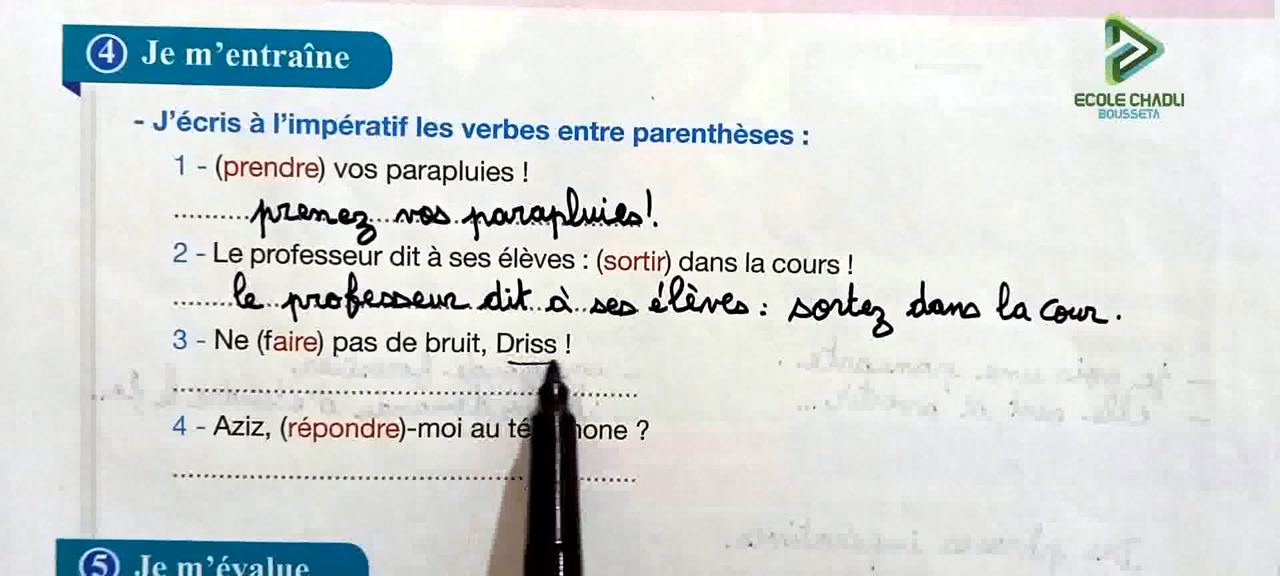 4 Je m'entraîne
ECOLE CHADLI
BOUSSETA
- J'écris à l'impératif les verbes entre parenthèses :
1 - (prendre) vos parapluies !
prenez vos parapluies!
2 - Le professeur dit à ses élèves : (sortir) dans la cours !
le professeur dit à ses élèves : sortez dans la cour.
3 - Ne (faire) pas de bruit, Driss !
4 - Aziz, (répondre)-moi au ?
5 Je m'évalue